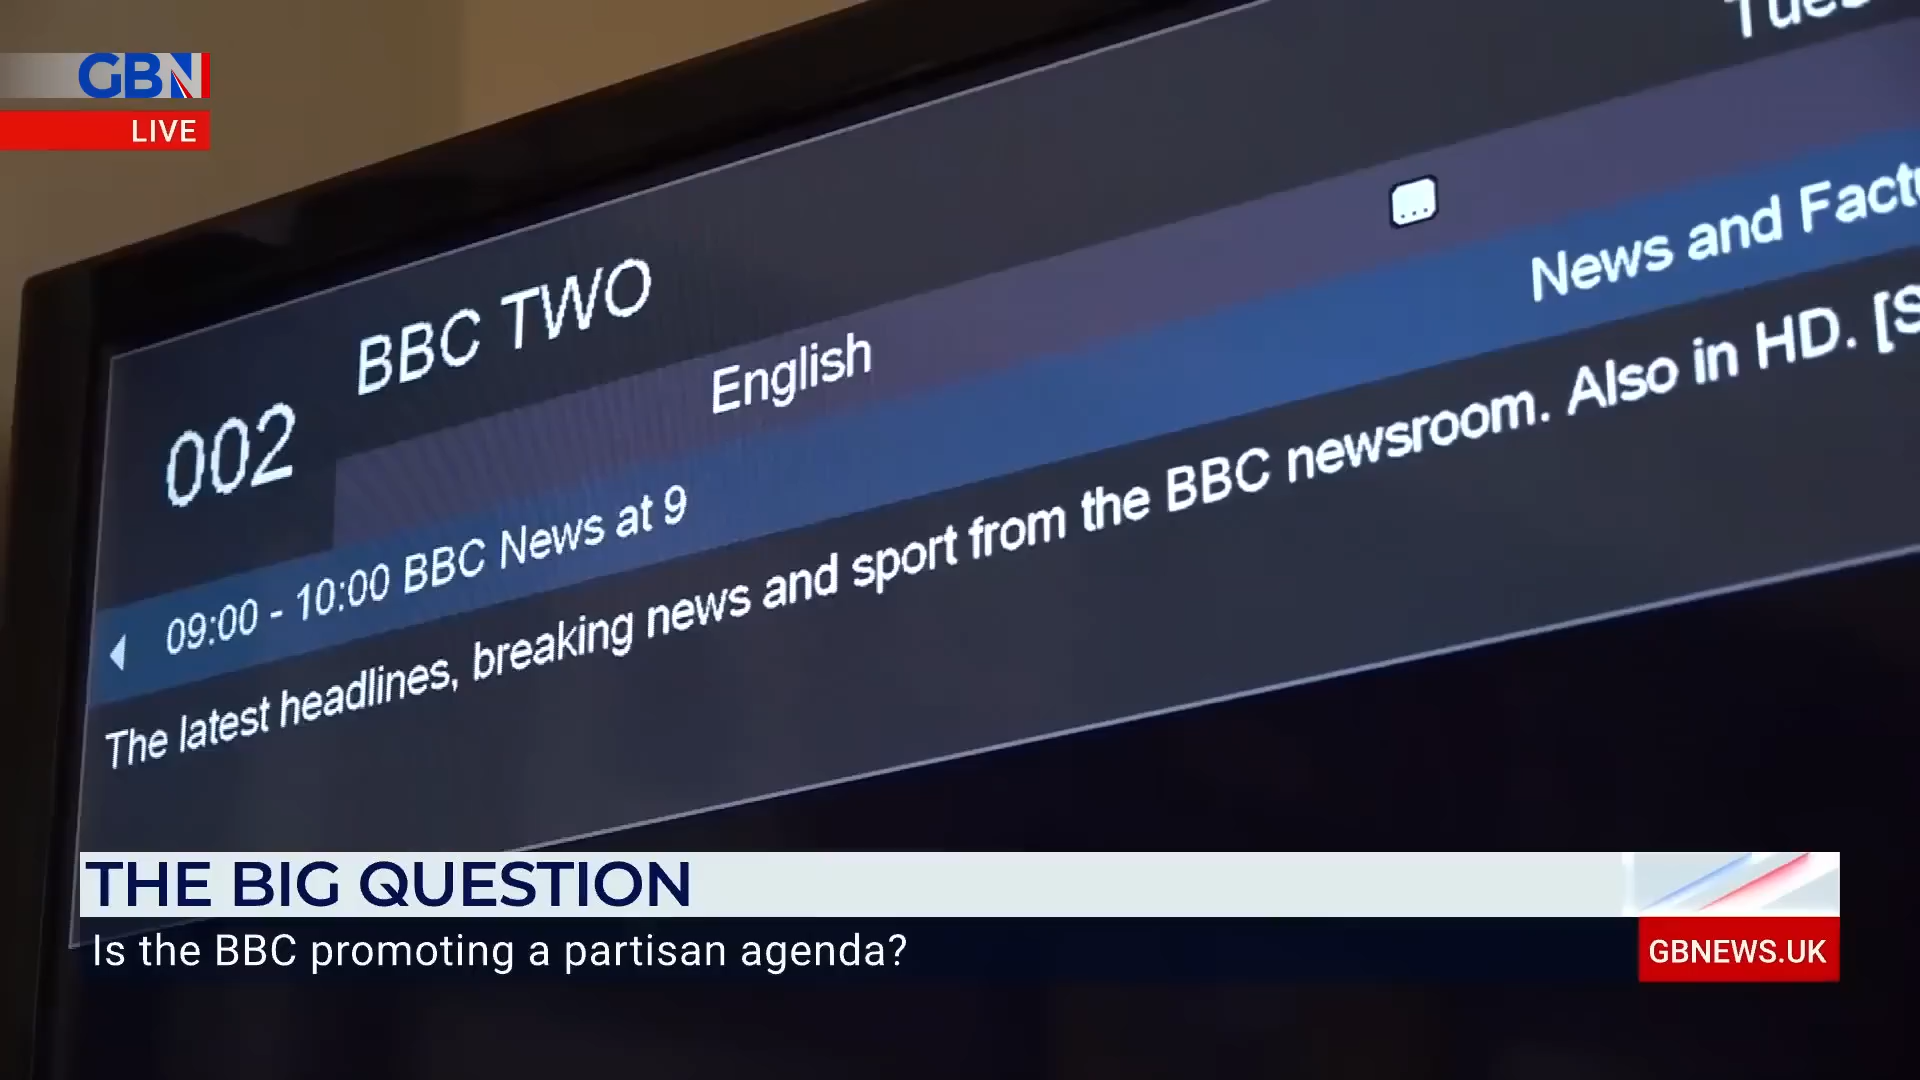 GBN
LIVE
Tues
BBC TWO
002
English
News and Factu
09:00 - 10:00 BBC News at 9
The latest headlines, breaking news and sport from the BBC newsroom. Also in HD. [S
THE BIG QUESTION
Is the BBC promoting a partisan agenda?
GBNEWS.UK